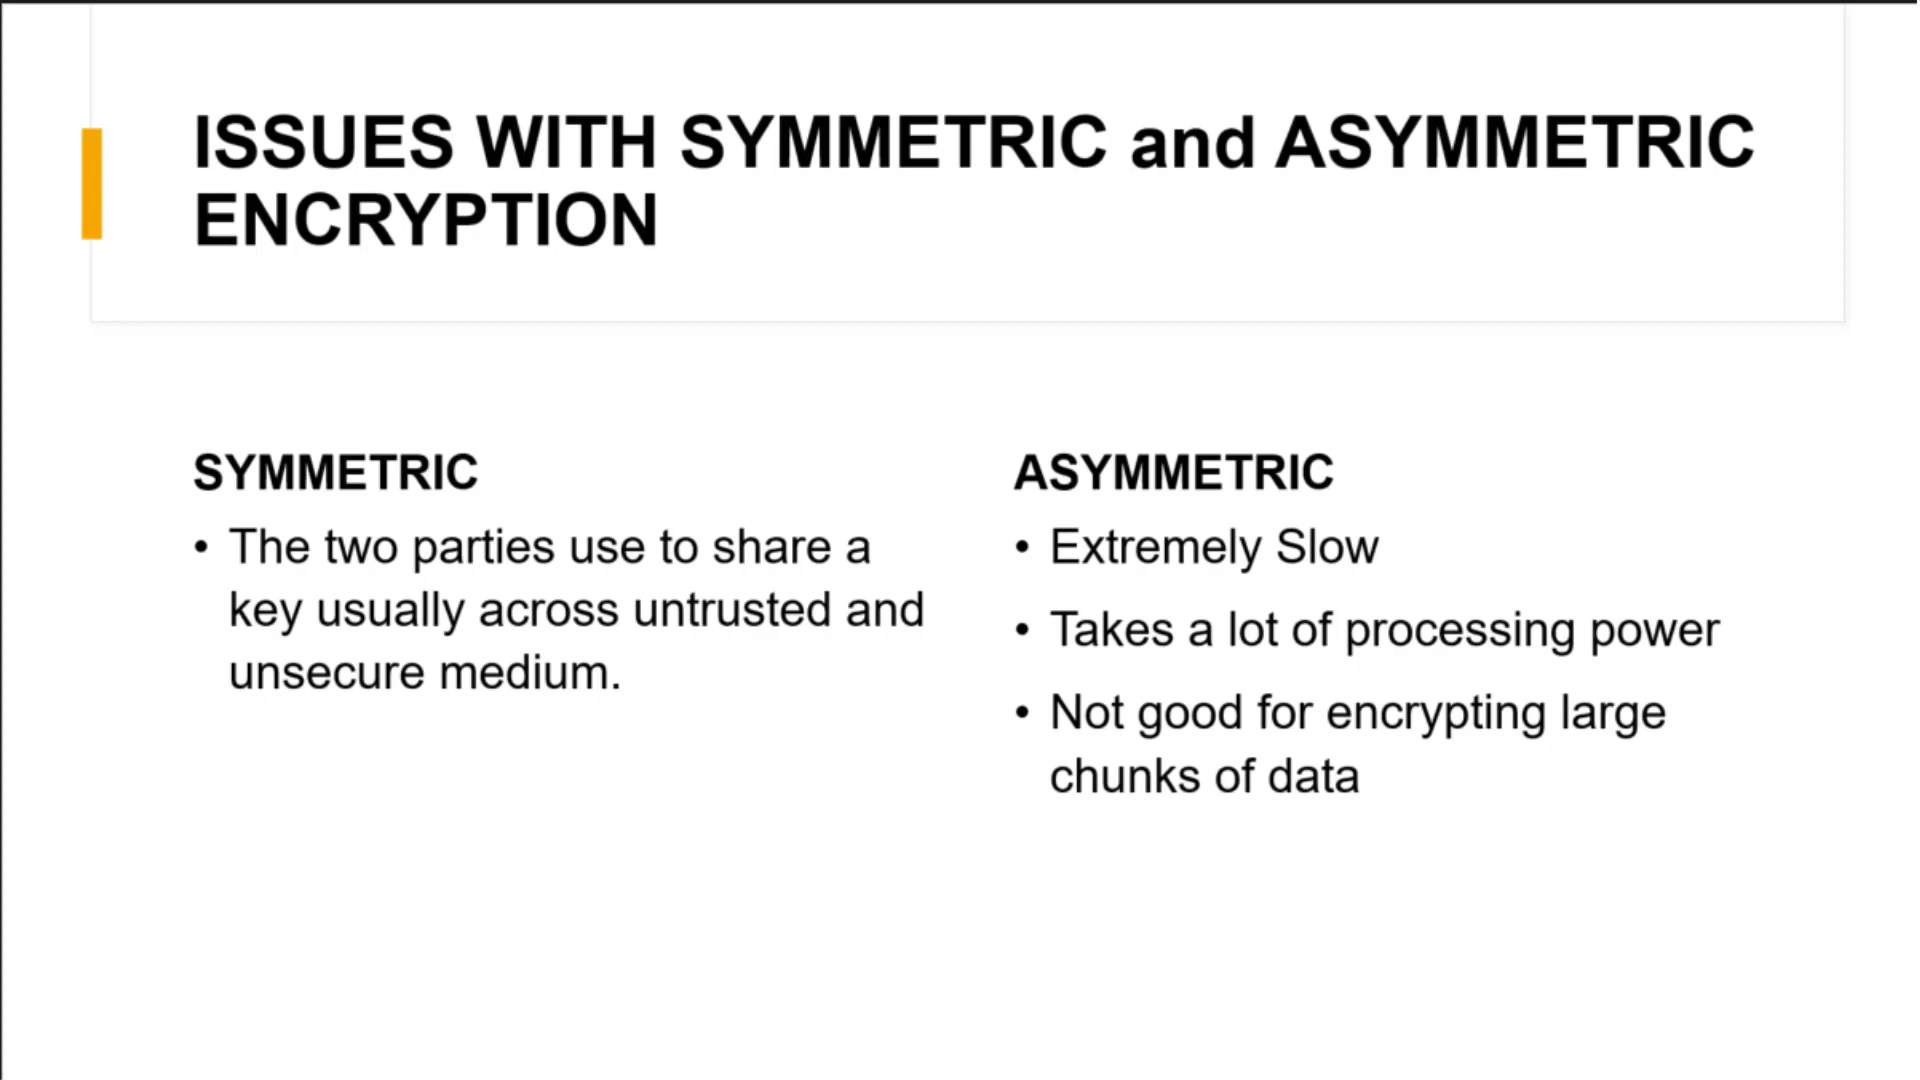 ISSUES WITH SYMMETRIC and ASYMMETRIC
ENCRYPTION
SYMMETRIC
• The two parties use to share a
key usually across untrusted and
unsecure medium.
ASYMMETRIC
• Extremely Slow
• Takes a lot of processing power
• Not good for encrypting large
chunks of data